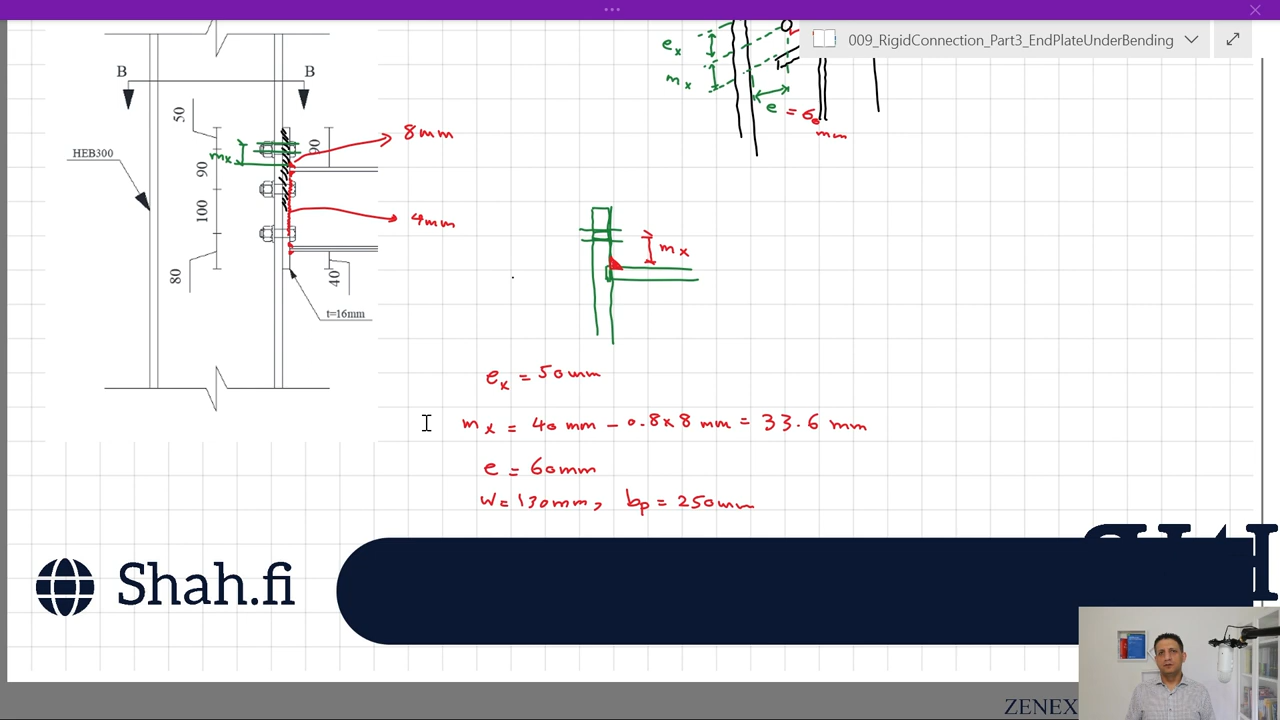 009_RigidConnection_Part3_EndPlateUnderBending
B B
50
HEB300
mx
90
90
8mm
100
4mm
80
40
t=16mm
ex
mx
e = 60 mm
mx
ex = 50mm
mx = 40 mm - 0.8x8 mm = 33.6 mm
e = 60mm
w = 130mm, bp = 250mm
Shah.fi
ZENEX